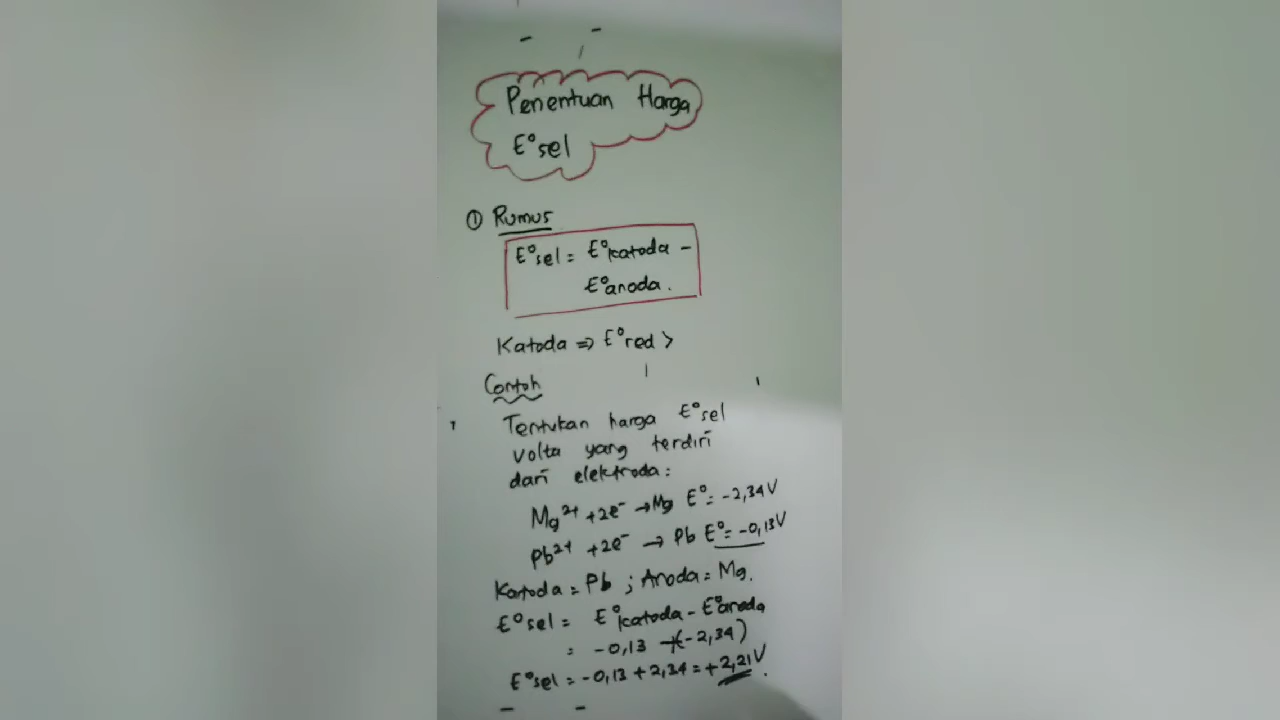 Penentuan Harga
E°sel
① Rumus
E°sel = E°katoda -
E°anoda.
Katoda => E°red >
Contoh
Tentukan harga E°sel
volta yang terdiri
dari elektroda:
Mg²⁺ + 2e⁻ → Mg E° = -2,34 V
Pb²⁺ + 2e⁻ → Pb E° = -0,13 V
Katoda = Pb ; Anoda = Mg.
E°sel = E°katoda - E°anoda
= -0,13 -(-2,34)
E°sel = -0,13 + 2,34 = +2,21 V.